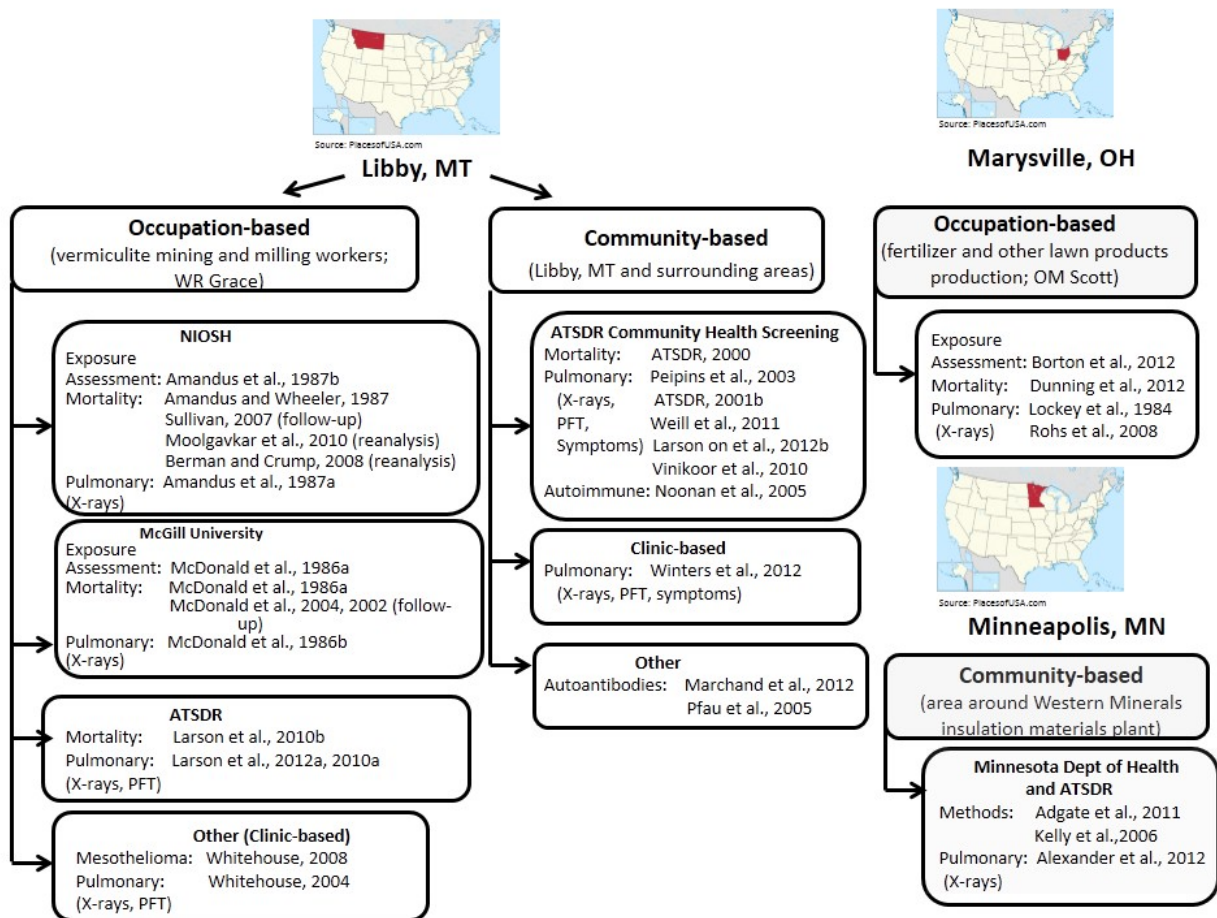 Source: PlacesofUSA.com
Libby, MT
Occupation-based
(vermiculite mining and milling workers;
WR Grace)
NIOSH
Exposure
Assessment: Amandus et al., 1987b
Mortality: Amandus and Wheeler, 1987
Sullivan, 2007 (follow-up)
Moolgavkar et al., 2010 (reanalysis)
Berman and Crump, 2008 (reanalysis)
Pulmonary: Amandus et al., 1987a
(X-rays)
McGill University
Exposure
Assessment: McDonald et al., 1986a
Mortality: McDonald et al., 1986a
McDonald et al., 2004, 2002 (follow-
up)
Pulmonary: McDonald et al., 1986b
(X-rays)
ATSDR
Mortality: Larson et al., 2010b
Pulmonary: Larson et al., 2012a, 2010a
(X-rays, PFT)
Other (Clinic-based)
Mesothelioma: Whitehouse, 2008
Pulmonary: Whitehouse, 2004
(X-rays, PFT)
Community-based
(Libby, MT and surrounding areas)
ATSDR Community Health Screening
Mortality: ATSDR, 2000
Pulmonary: Peipins et al., 2003
(X-rays, ATSDR, 2001b
PFT, Weill et al., 2011
Symptoms) Larson on et al., 2012b
Vinikoor et al., 2010
Autoimmune: Noonan et al., 2005
Clinic-based
Pulmonary: Winters et al., 2012
(X-rays, PFT, symptoms)
Other
Autoantibodies: Marchand et al., 2012
Pfau et al., 2005
Source: PlacesofUSA.com
Marysville, OH
Occupation-based
(fertilizer and other lawn products
production; OM Scott)
Exposure
Assessment: Borton et al., 2012
Mortality: Dunning et al., 2012
Pulmonary: Lockey et al., 1984
(X-rays) Rohs et al., 2008
Source: PlacesofUSA.com
Minneapolis, MN
Community-based
(area around Western Minerals
insulation materials plant)
Minnesota Dept of Health
and ATSDR
Methods: Adgate et al., 2011
Kelly et al.,2006
Pulmonary: Alexander et al., 2012
(X-rays)